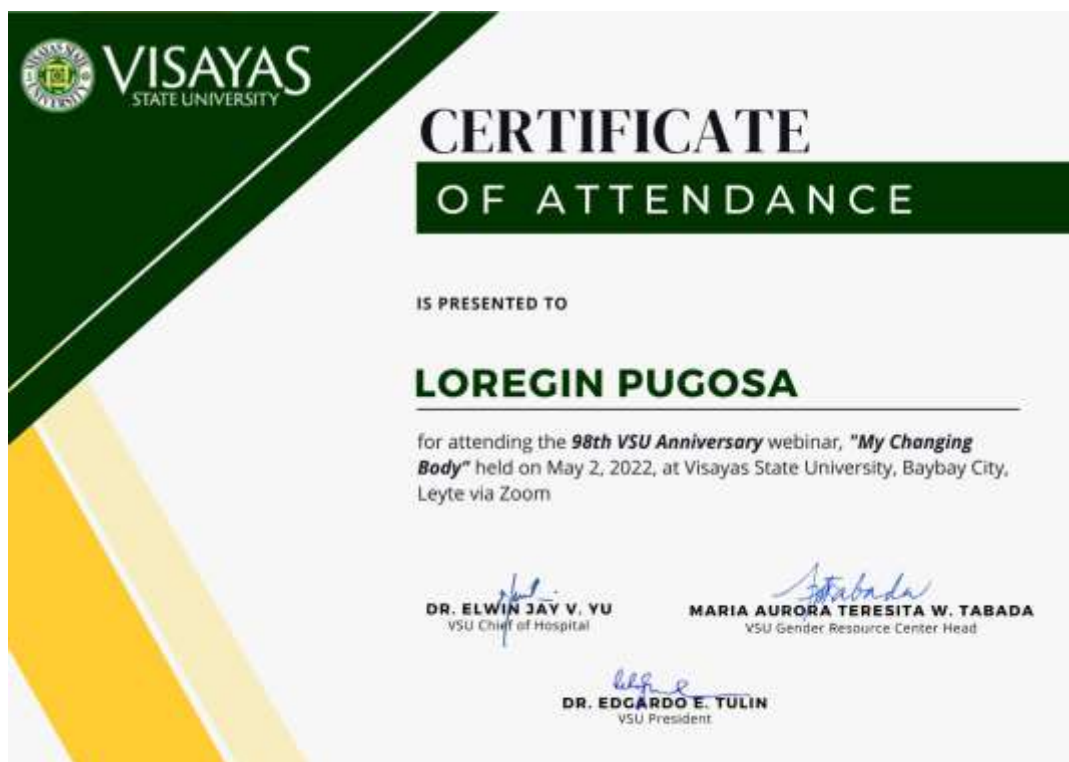 VISAYAS
STATE UNIVERSITY
CERTIFICATE
OF ATTENDANCE
IS PRESENTED TO
LOREGIN PUGOSA
for attending the 98th VSU Anniversary webinar, "My Changing
Body" held on May 2, 2022, at Visayas State University, Baybay City,
Leyte via Zoom
DR. ELWIN JAY V. YU
VSU Chief of Hospital
MARIA AURORA TERESITA W. TABADA
VSU Gender Resource Center Head
DR. EDGARDO E. TULIN
VSU President